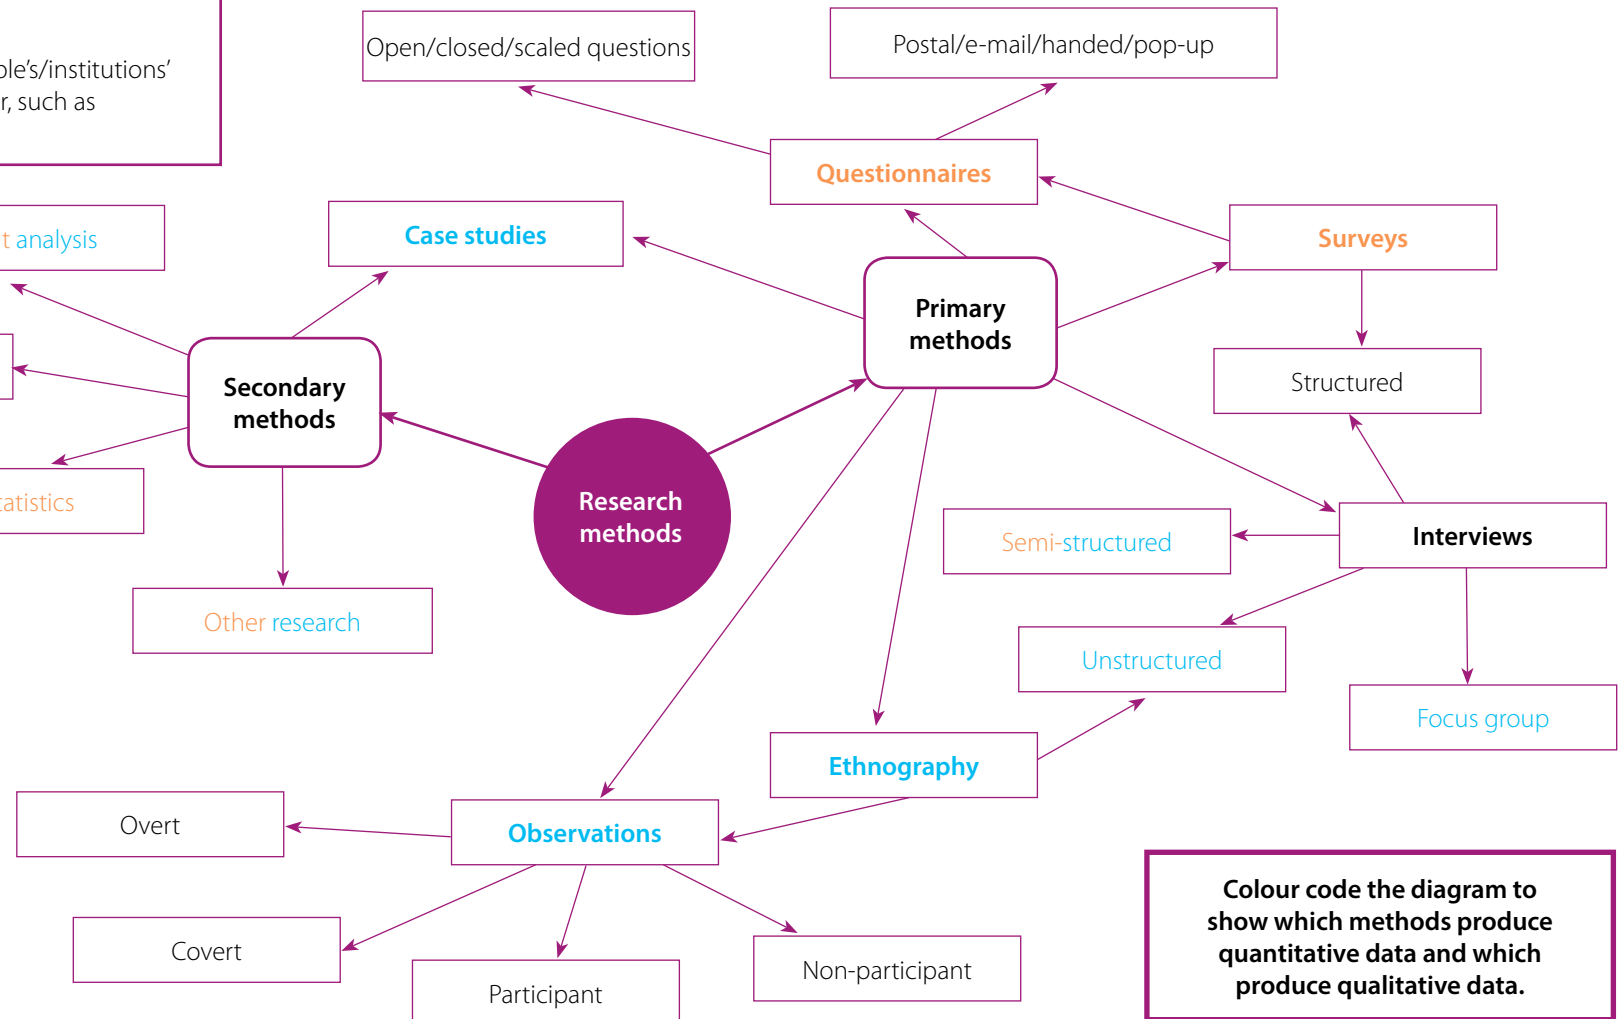 Open/closed/scaled questions
Postal/e-mail/handed/pop-up
ple's/institutions'
r, such as
Questionnaires
t analysis
Case studies
Surveys
Primary
methods
Structured
Secondary
methods
Research
methods
tatistics
Semi-structured
Interviews
Other research
Unstructured
Focus group
Ethnography
Overt
Observations
Covert
Participant
Non-participant
Colour code the diagram to
show which methods produce
quantitative data and which
produce qualitative data.